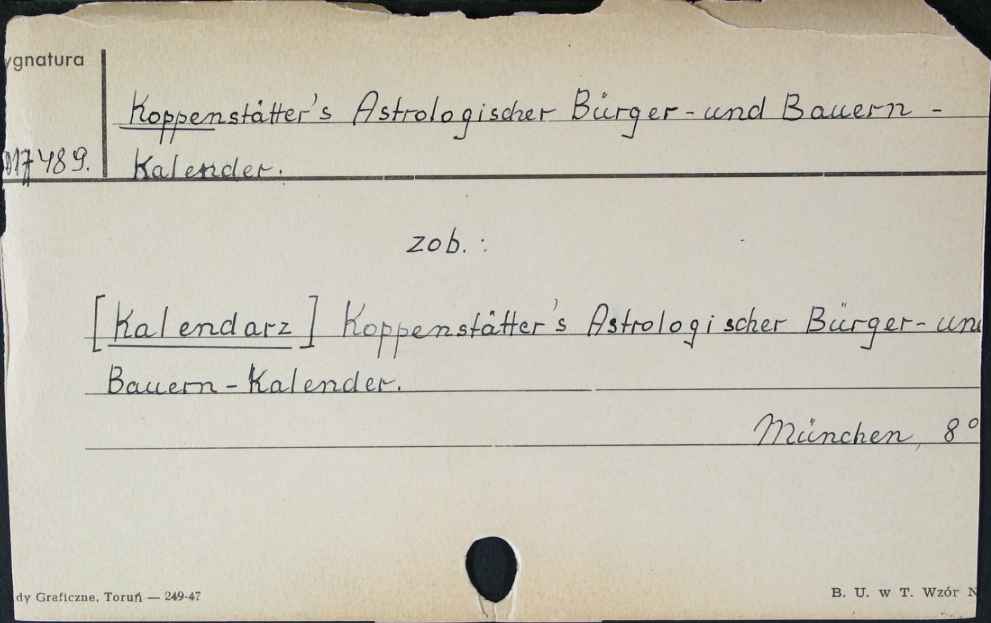 ygnatura
Koppenstätter's Astrologischer Bürger-und Bauern-
17489. Kalender.
zob.:
[Kalendarz] Koppenstätter's Astrologischer Bürger-und
Bauern-Kalender.
München, 8°
dy Graficzne, Toruń — 249-47
B. U. w T. Wzór N